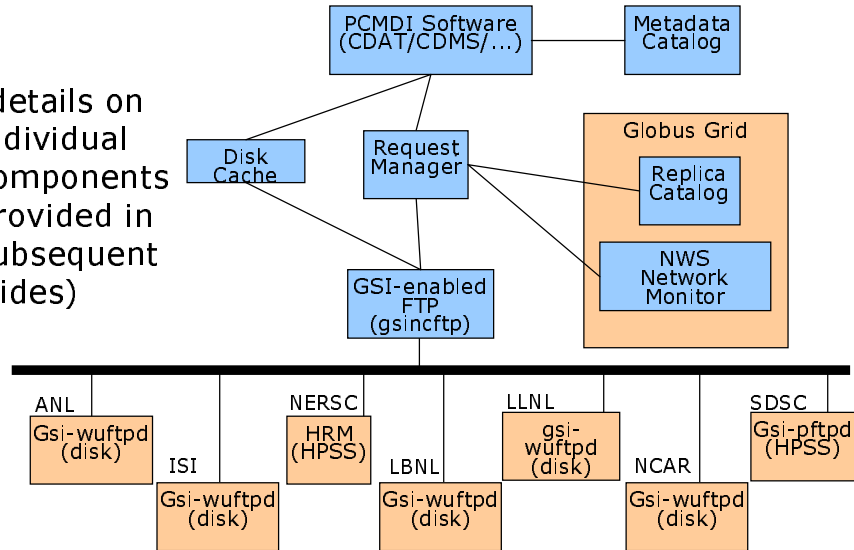 PCMDI Software
(CDAT/CDMS/...)
Metadata
Catalog
details on
dividual
omponents
rovided in
ubsequent
ides)
Disk
Cache
Request
Manager
Globus Grid
Replica
Catalog
NWS
Network
Monitor
GSI-enabled
FTP
(gsincftp)
ANL
Gsi-wuftpd
(disk)
ISI
Gsi-wuftpd
(disk)
NERSC
HRM
(HPSS)
LBNL
Gsi-wuftpd
(disk)
LLNL
gsi-
wuftpd
(disk)
NCAR
Gsi-wuftpd
(disk)
SDSC
Gsi-pftpd
(HPSS)